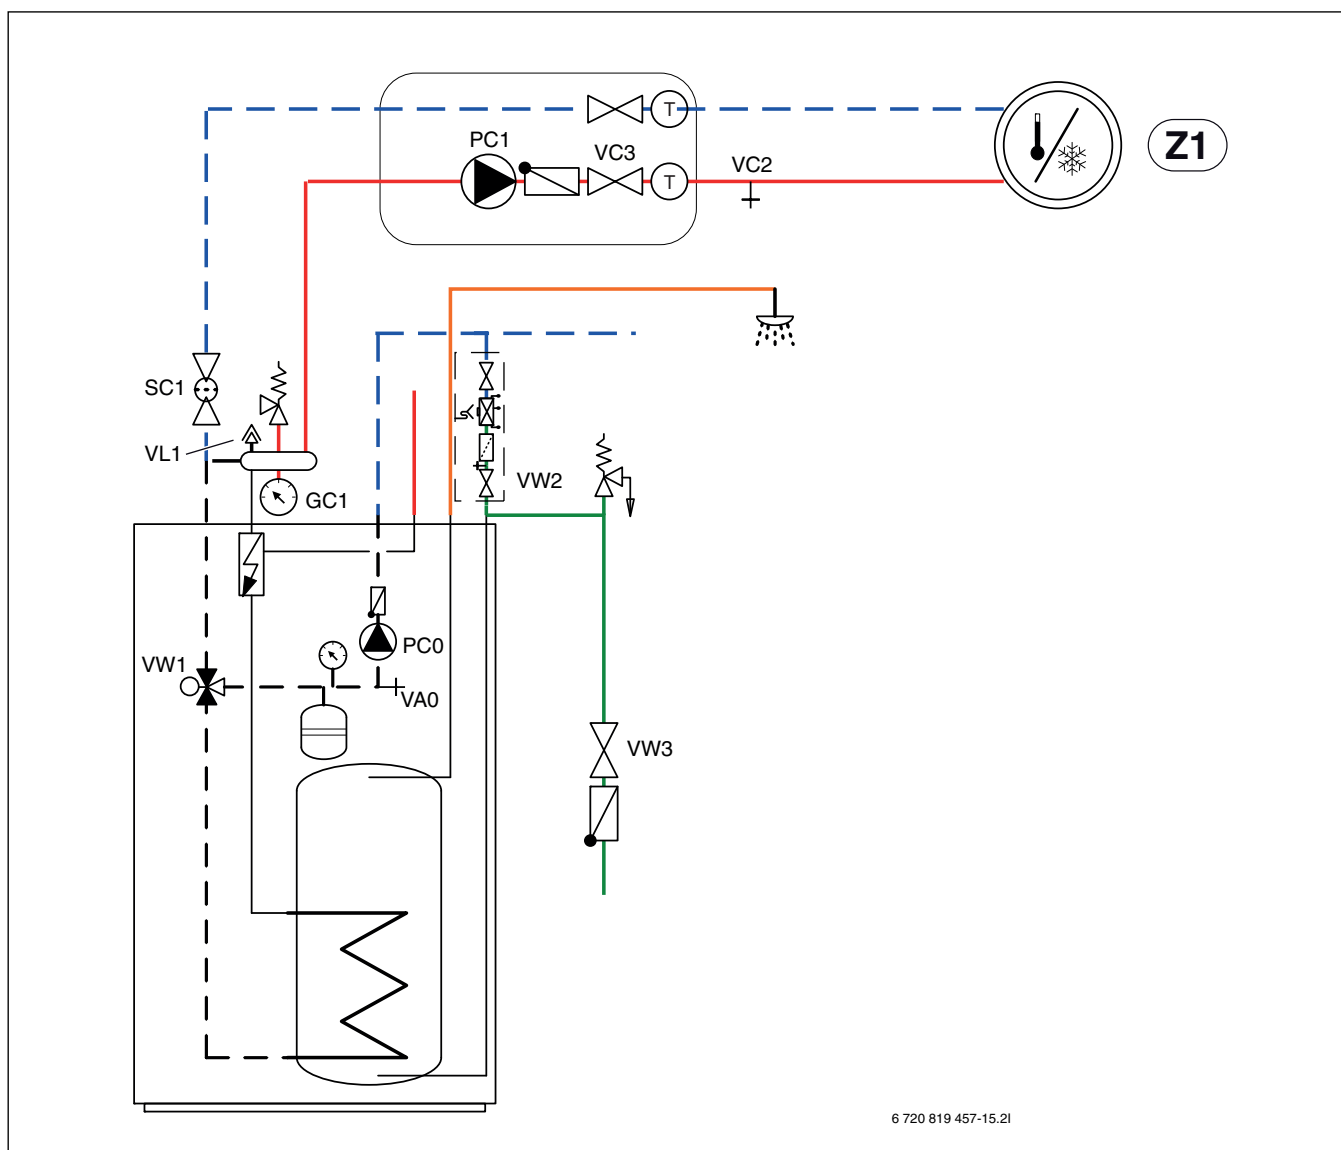 T
PC1
VC3
T
VC2
Z1
SC1
VL1
GC1
VW2
PC0
VW1
VA0
VW3
6 720 819 457-15.2I